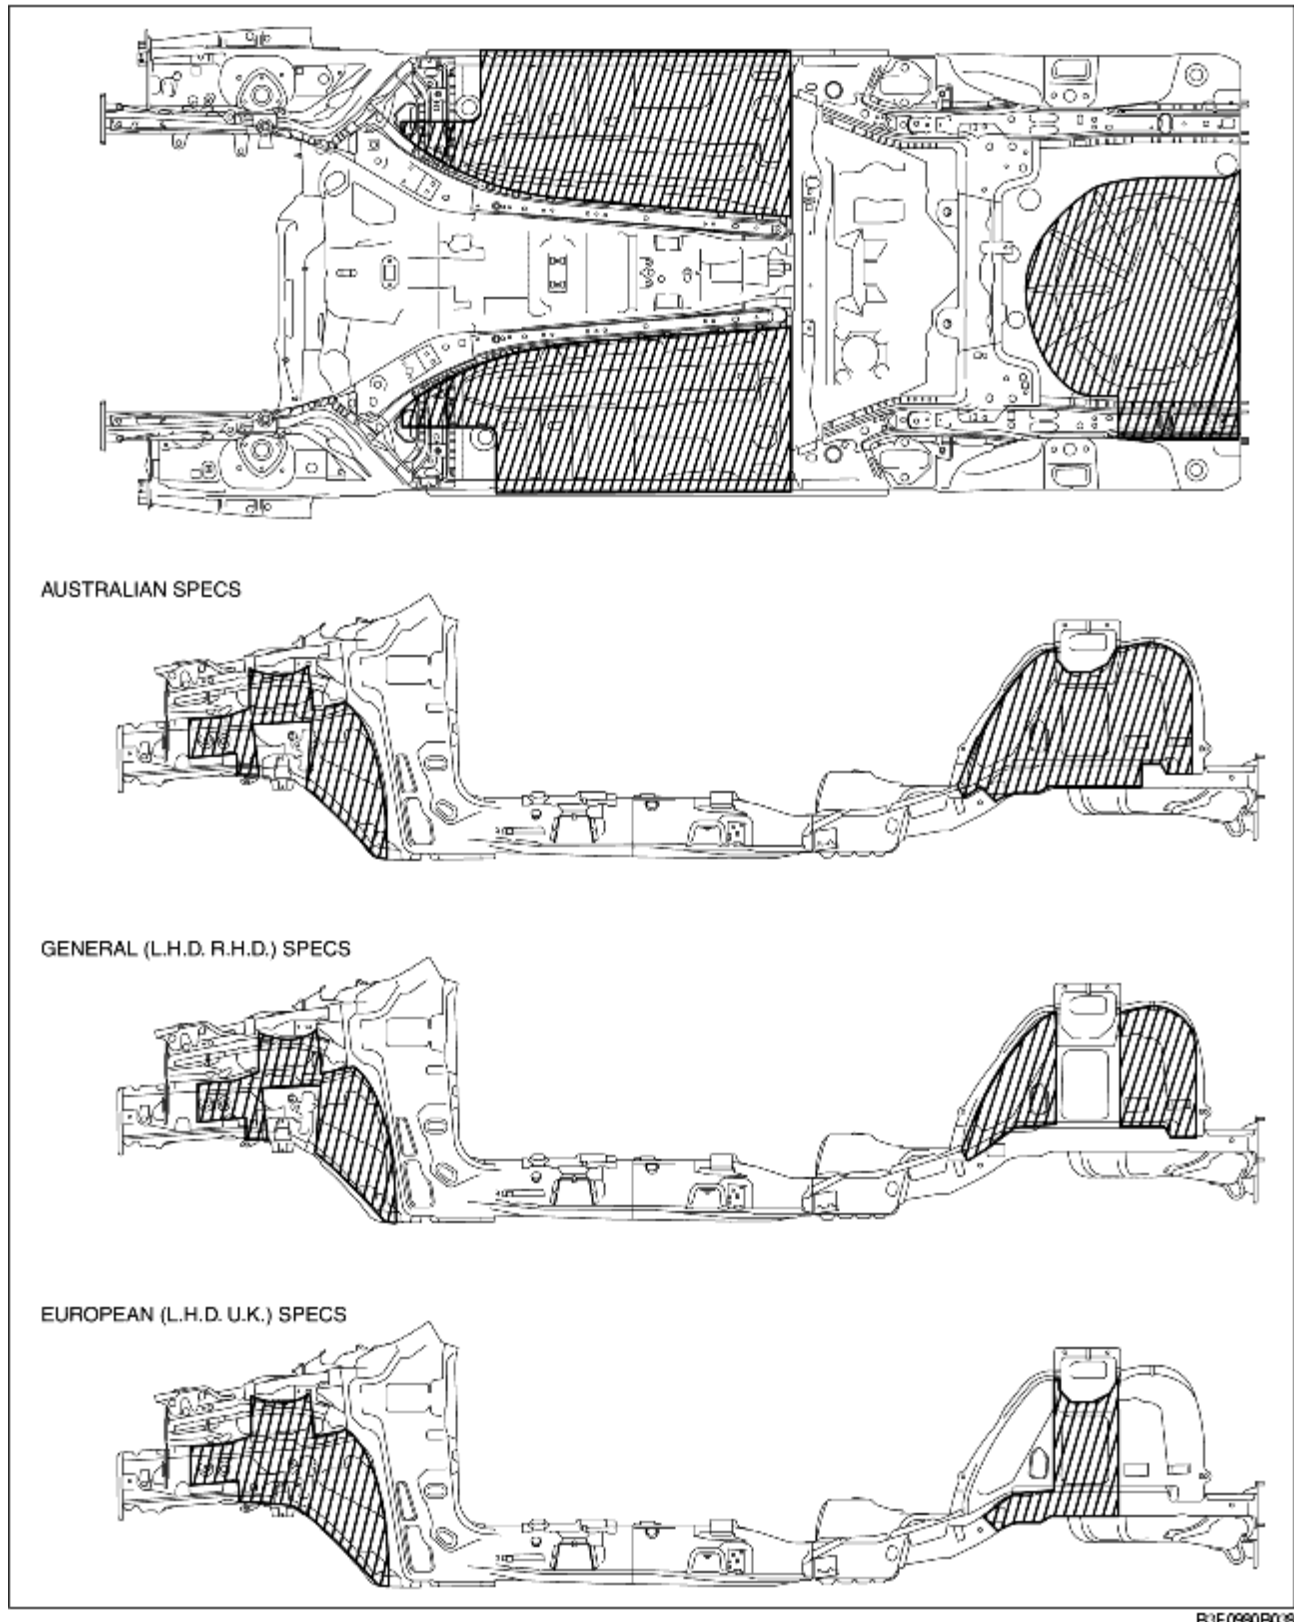 AUSTRALIAN SPECS
GENERAL (L.H.D. R.H.D.) SPECS
EUROPEAN (L.H.D. U.K.) SPECS